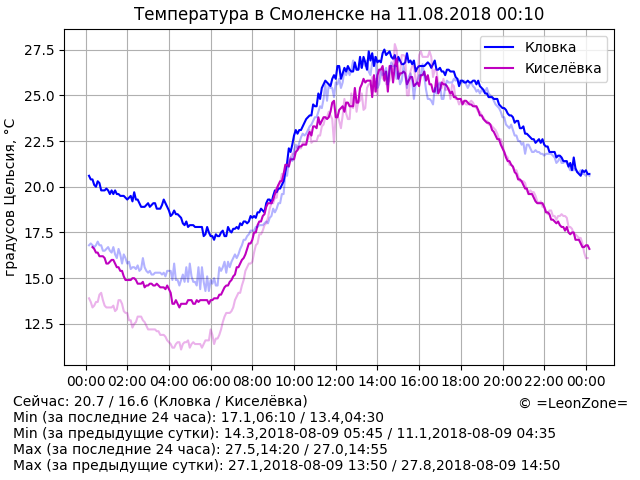 Температура в Смоленске на 11.08.2018 00:10
Кловка
Киселёвка
градусов Цельсия, °C
27.5
25.0
22.5
20.0
17.5
15.0
12.5
00:00 02:00 04:00 06:00 08:00 10:00 12:00 14:00 16:00 18:00 20:00 22:00 00:00
Сейчас: 20.7 / 16.6 (Кловка / Киселёвка)
© =LeonZone=
Min (за последние 24 часа): 17.1,06:10 / 13.4,04:30
Min (за предыдущие сутки): 14.3,2018-08-09 05:45 / 11.1,2018-08-09 04:35
Max (за последние 24 часа): 27.5,14:20 / 27.0,14:55
Max (за предыдущие сутки): 27.1,2018-08-09 13:50 / 27.8,2018-08-09 14:50